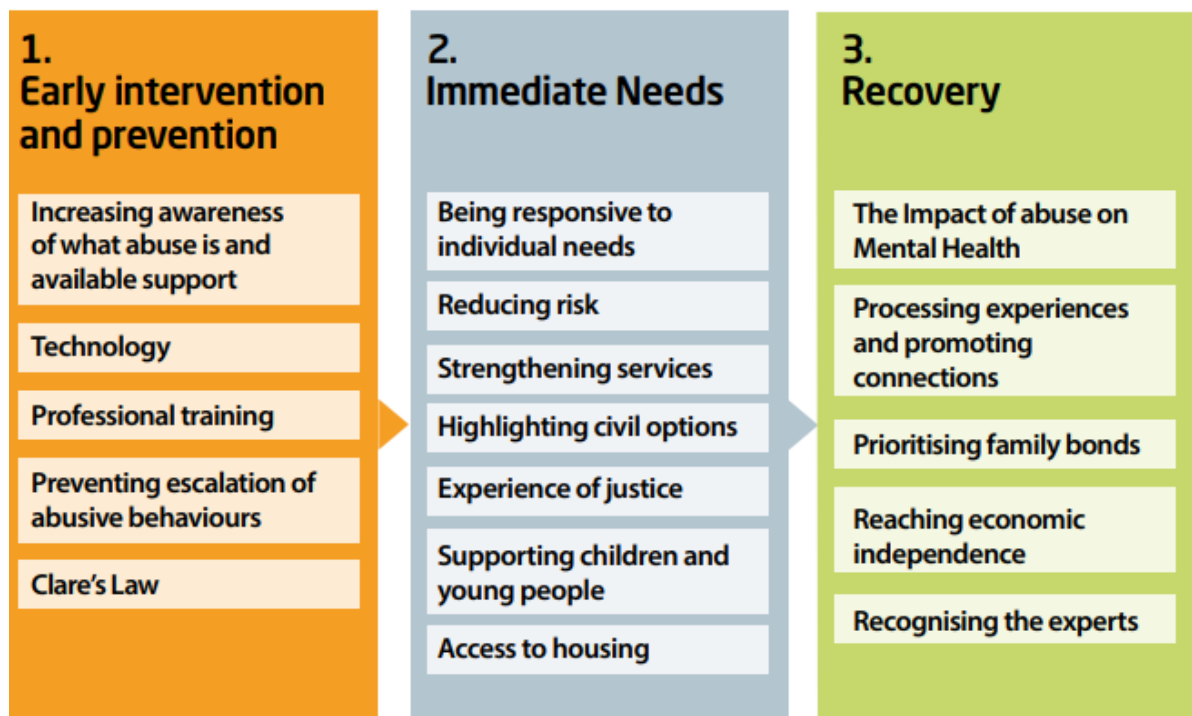 1.
Early intervention
and prevention
Increasing awareness
of what abuse is and
available support
Technology
Professional training
Preventing escalation of
abusive behaviours
Clare's Law
2.
Immediate Needs
Being responsive to
individual needs
Reducing risk
Strengthening services
Highlighting civil options
Experience of justice
Supporting children and
young people
Access to housing
3.
Recovery
The Impact of abuse on
Mental Health
Processing experiences
and promoting
connections
Prioritising family bonds
Reaching economic
independence
Recognising the experts